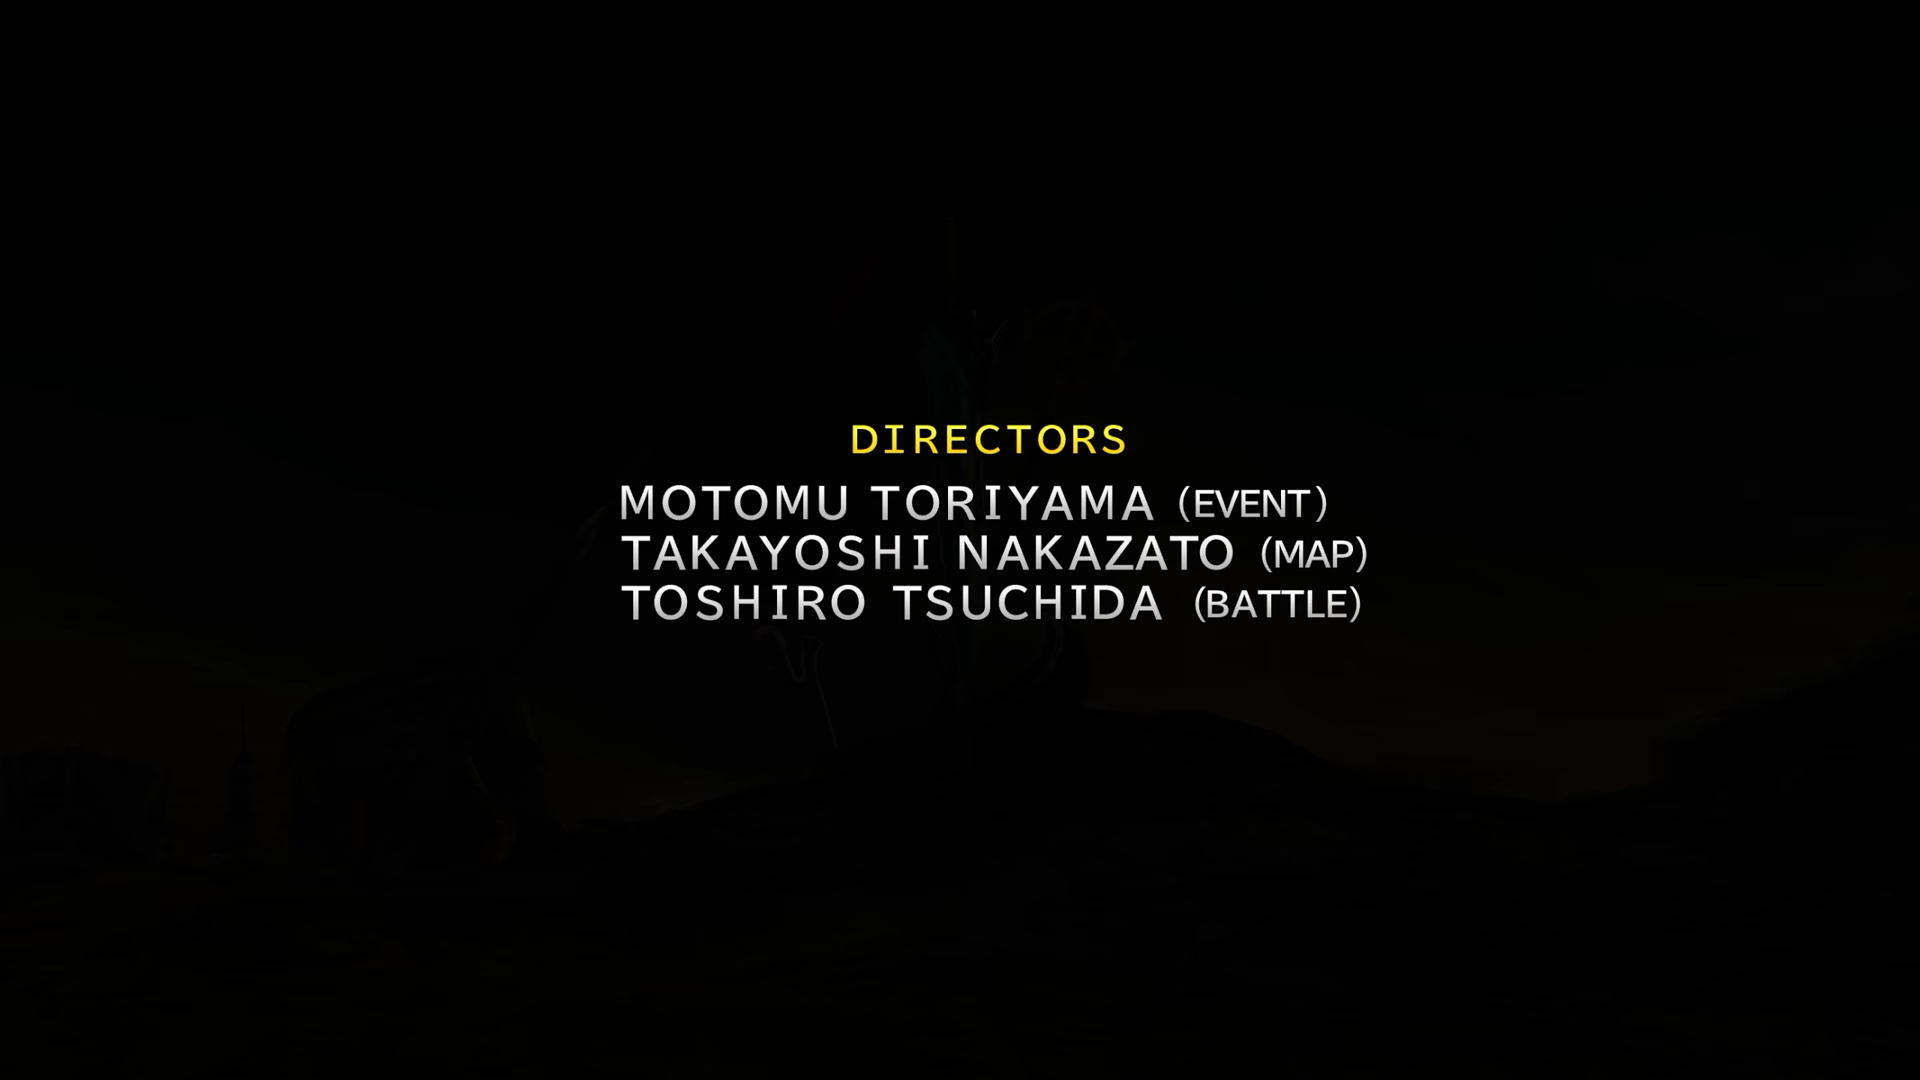 DIRECTORS
MOTOMU TORIYAMA (EVENT)
TAKAYOSHI NAKAZATO (MAP)
TOSHIRO TSUCHIDA (BATTLE)